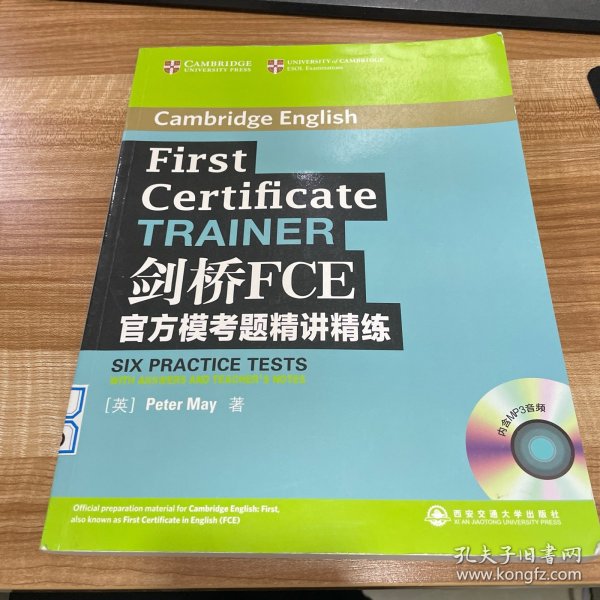 CAMBRIDGE
UNIVERSITY PRESS
UNIVERSITY of CAMBRIDGE
ESOL Examinations
Cambridge English
First
Certificate
TRAINER
剑桥FCE
官方模考题精讲精练
SIX PRACTICE TESTS
WITH ANSWERS AND TEACHER'S NOTES
[英] Peter May 著
内含MP3音频
Official preparation material for Cambridge English: First,
also known as First Certificate in English (FCE)
西安交通大学出版社
XI'AN JIAOTONG UNIVERSITY PRESS
孔夫子旧书网
www.kongfz.com